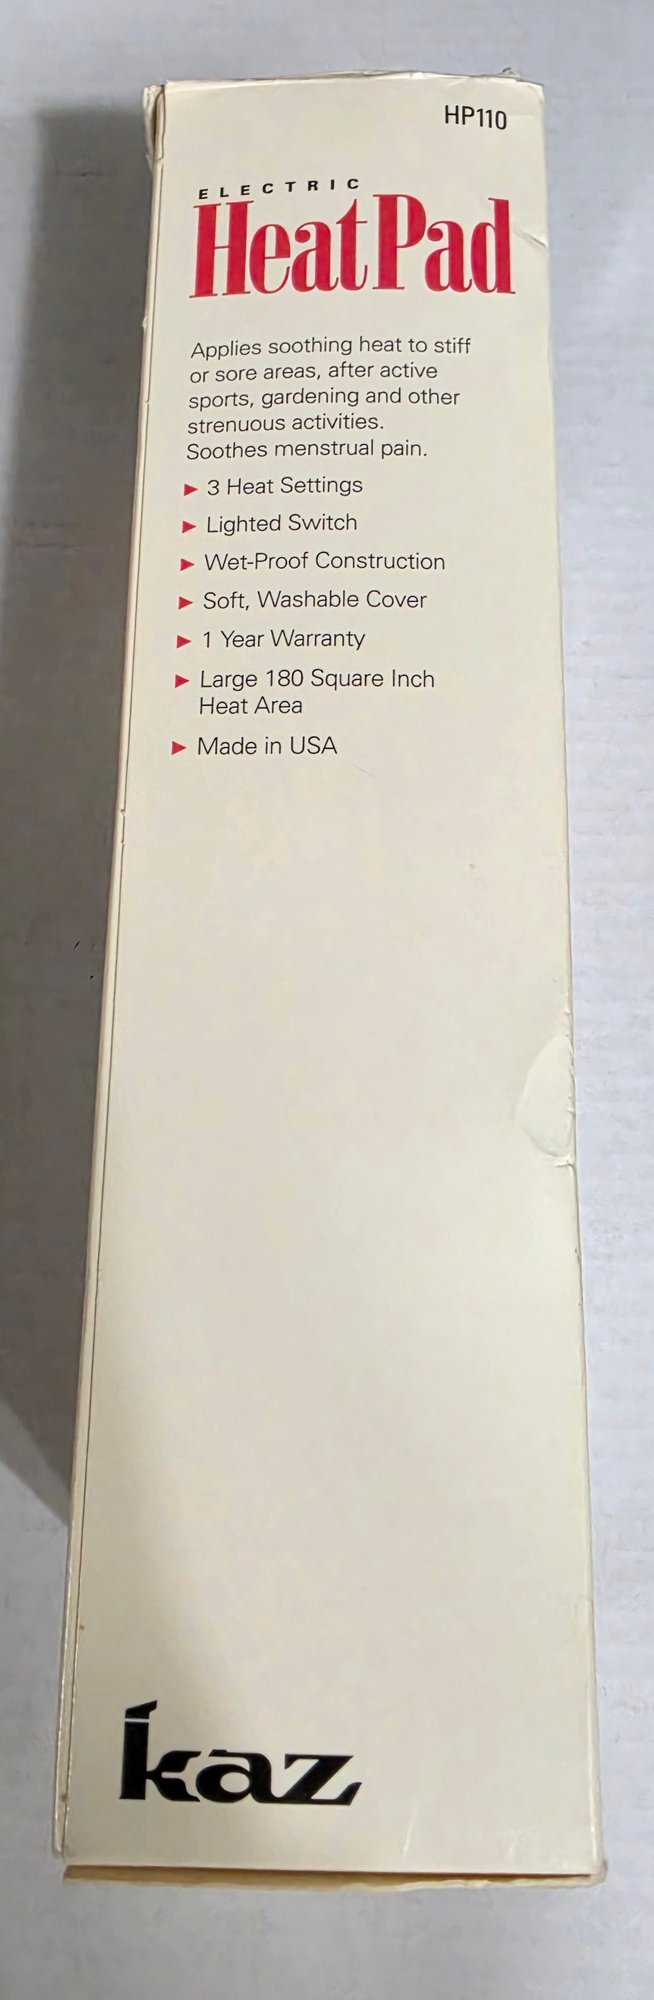 HP110
ELECTRIC
Heat Pad
Applies soothing heat to stiff
or sore areas, after active
sports, gardening and other
strenuous activities.
Soothes menstrual pain.
► 3 Heat Settings
► Lighted Switch
► Wet-Proof Construction
► Soft, Washable Cover
► 1 Year Warranty
► Large 180 Square Inch
Heat Area
► Made in USA
kaz